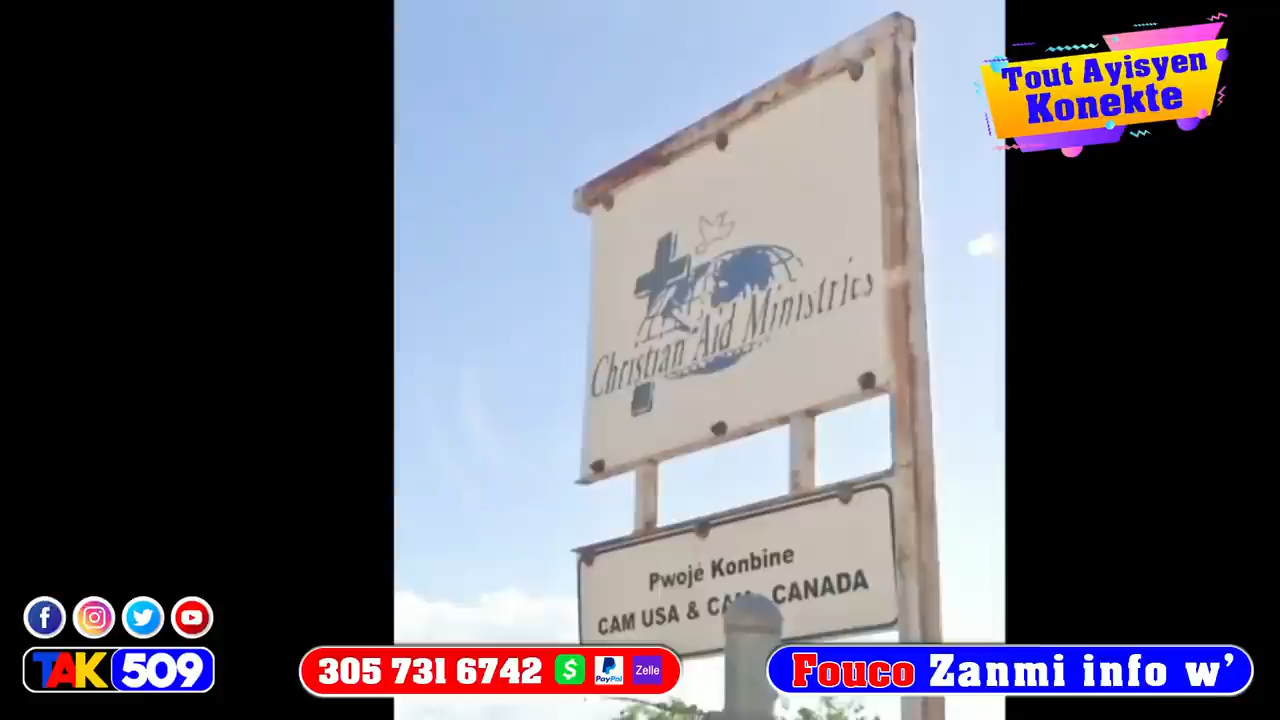 Tout Ayisyen
Konekte
Christian Aid Ministries
Pwojè Konbine
CAM USA & CAM CANADA
TAK 509
305 731 6742
PayPal
Zelle
Fouco Zanmi info w'